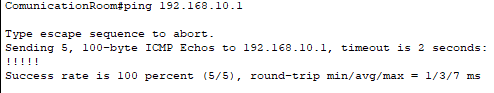 ComunicationRoom#ping 192.168.10.1
Type escape sequence to abort.
Sending 5, 100-byte ICMP Echos to 192.168.10.1, timeout is 2 seconds:
!!!!!
Success rate is 100 percent (5/5), round-trip min/avg/max = 1/3/7 ms